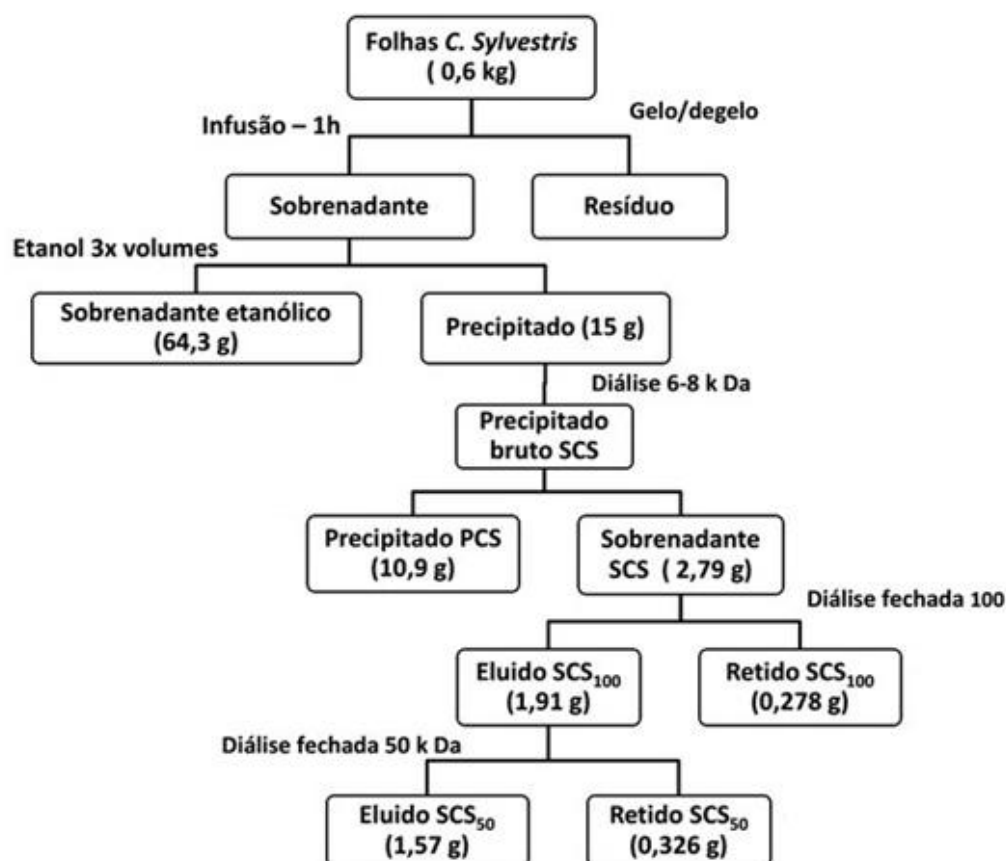 Folhas C. Sylvestris
( 0,6 kg)
Infusão – 1h
Gelo/degelo
Sobrenadante
Resíduo
Etanol 3x volumes
Sobrenadante etanólico
(64,3 g)
Precipitado (15 g)
Diálise 6-8 k Da
Precipitado
bruto SCS
Precipitado PCS
(10,9 g)
Sobrenadante
SCS ( 2,79 g)
Diálise fechada 100
Eluido SCS₁₀₀
(1,91 g)
Retido SCS₁₀₀
(0,278 g)
Diálise fechada 50 k Da
Eluido SCS₅₀
(1,57 g)
Retido SCS₅₀
(0,326 g)